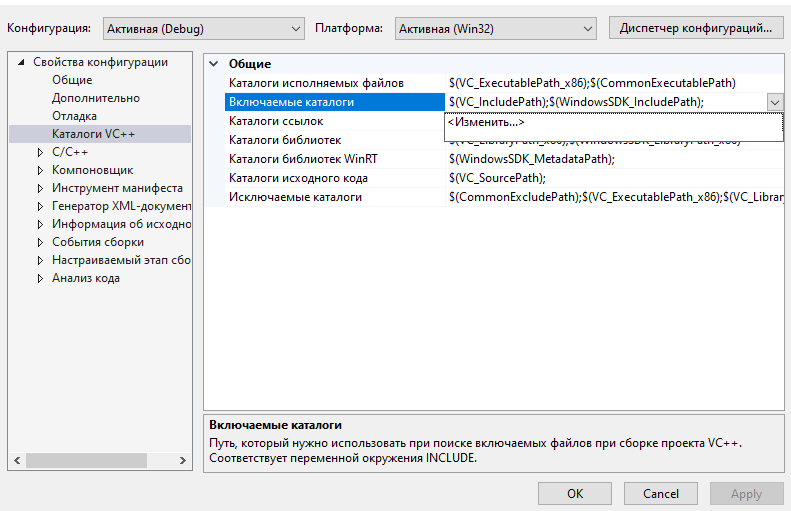 Конфигурация: Активная (Debug) Платформа: Активная (Win32) Диспетчер конфигураций...
Свойства конфигурации
Общие
Дополнительно
Отладка
Каталоги VC++
C/C++
Компоновщик
Инструмент манифеста
Генератор XML-документ
Информация об исходно
События сборки
Настраиваемый этап сбо
Анализ кода
Общие
Каталоги исполняемых файлов $(VC_ExecutablePath_x86);$(CommonExecutablePath)
Включаемые каталоги $(VC_IncludePath);$(WindowsSDK_IncludePath);
<Изменить...>
Каталоги ссылок
Каталоги библиотек $(VC_LibraryPath_x86);$(WindowsSDK_LibraryPath_x86)
Каталоги библиотек WinRT $(WindowsSDK_MetadataPath);
Каталоги исходного кода $(VC_SourcePath);
Исключаемые каталоги $(CommonExcludePath);$(VC_ExecutablePath_x86);$(VC_Librar
Включаемые каталоги
Путь, который нужно использовать при поиске включаемых файлов при сборке проекта VC++.
Соответствует переменной окружения INCLUDE.
OK Cancel Apply